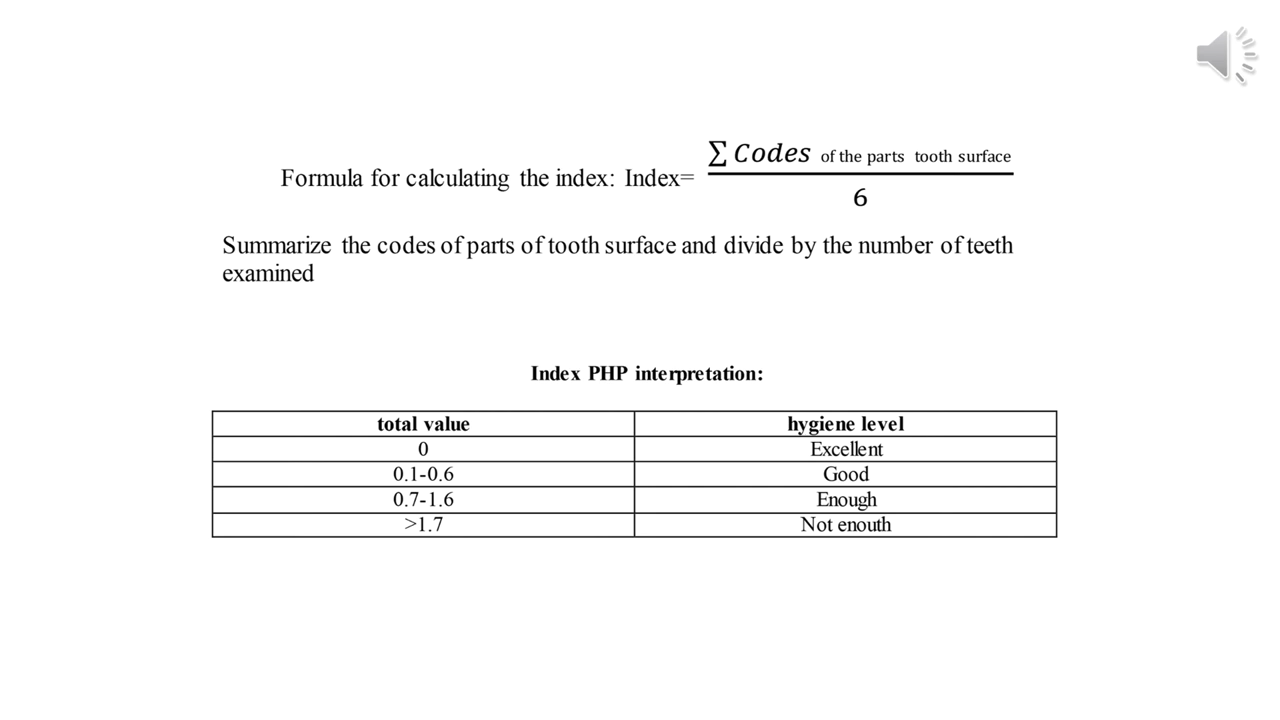 Formula for calculating the index: Index= ∑ Codes of the parts tooth surface
6
Summarize the codes of parts of tooth surface and divide by the number of teeth
examined
Index PHP interpretation:
total value hygiene level
0 Excellent
0.1-0.6 Good
0.7-1.6 Enough
>1.7 Not enouth